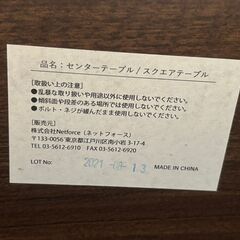 品名：センターテーブル / スクエアテーブル
【取扱い上の注意】
●乱暴な取り扱いや用途以外に使用しないでください。
●傾斜面や段差のある場所では使用しないでください。
●ボルト・ネジが緩んだまま使用しないでください。
【販売元】
株式会社Netforce（ネットフォース）
〒133-0056 東京都江戸川区南小岩3-17-4
TEL 03-5612-6910 FAX 03-5612-6920
LOT No: 2021 -03- 13 MADE IN CHINA